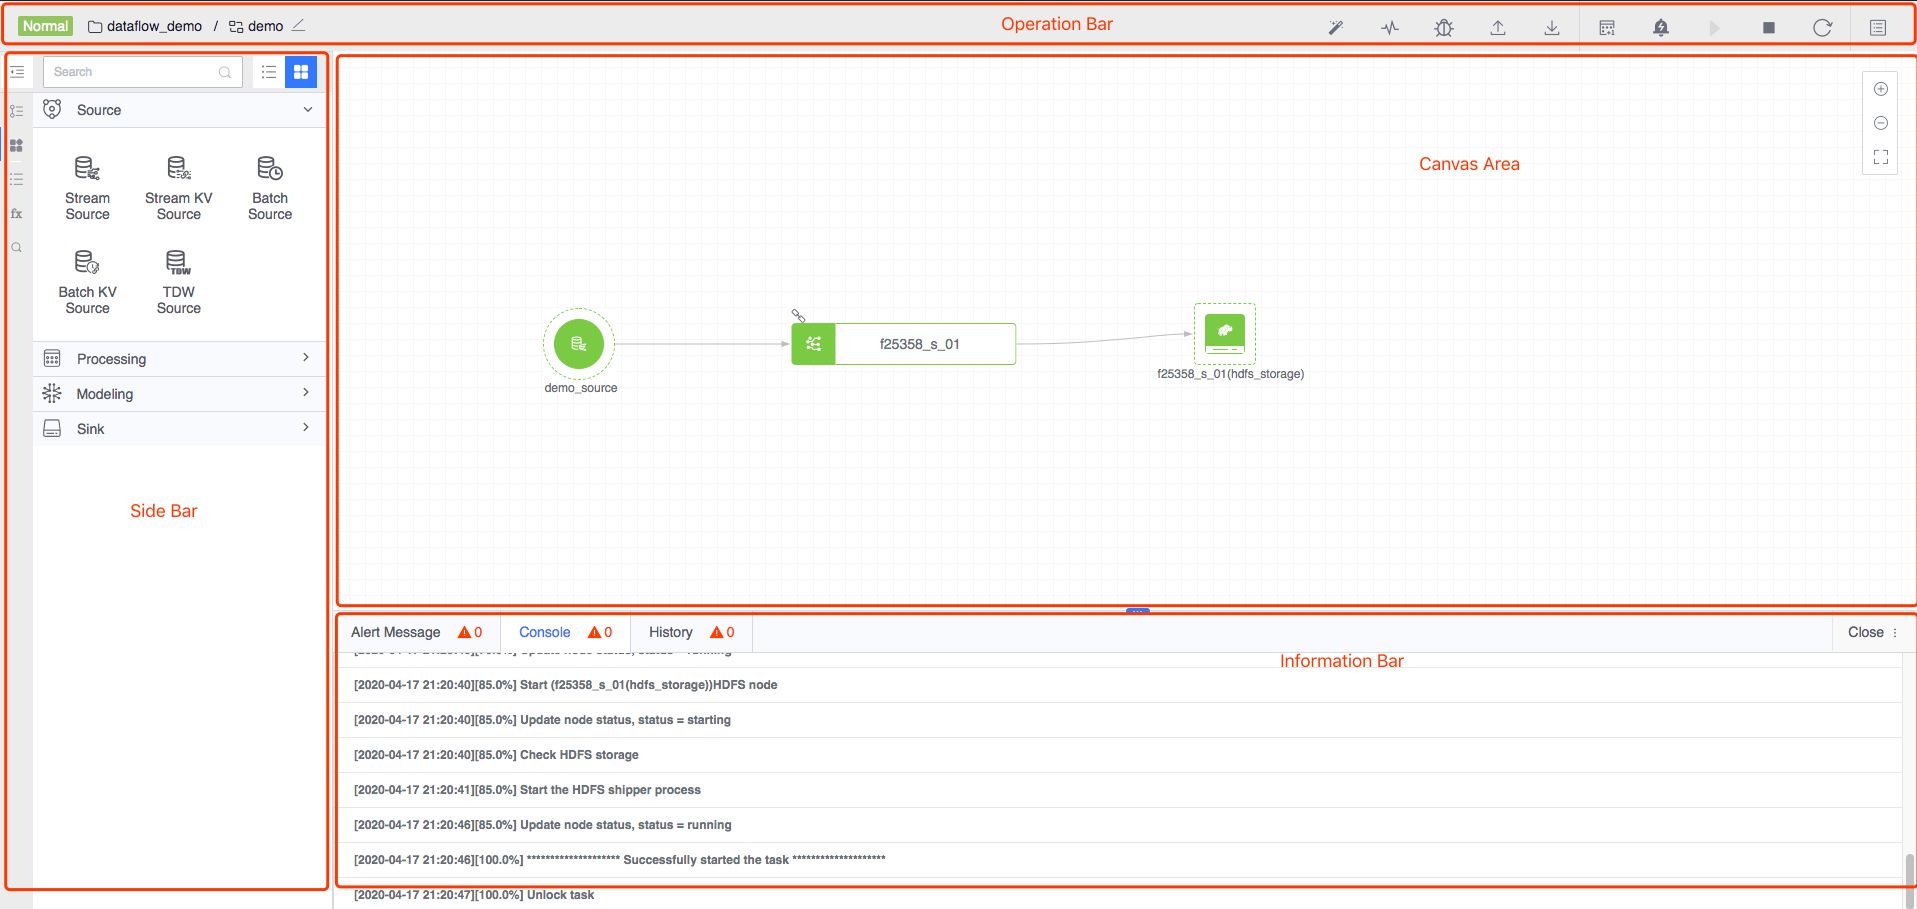 Normal
dataflow_demo / demo
Operation Bar
Search
Source
Stream Source
Stream KV Source
Batch Source
Batch KV Source
TDW
TDW Source
Processing
Modeling
Sink
Side Bar
fx
Canvas Area
demo_source
f25358_s_01
f25358_s_01(hdfs_storage)
Alert Message 0
Console 0
History 0
Close
Information Bar
[2020-04-17 21:20:40][85.0%] Start (f25358_s_01(hdfs_storage))HDFS node
[2020-04-17 21:20:40][85.0%] Update node status, status = starting
[2020-04-17 21:20:40][85.0%] Check HDFS storage
[2020-04-17 21:20:41][85.0%] Start the HDFS shipper process
[2020-04-17 21:20:46][85.0%] Update node status, status = running
[2020-04-17 21:20:46][100.0%] ******************** Successfully started the task ********************
[2020-04-17 21:20:47][100.0%] Unlock task